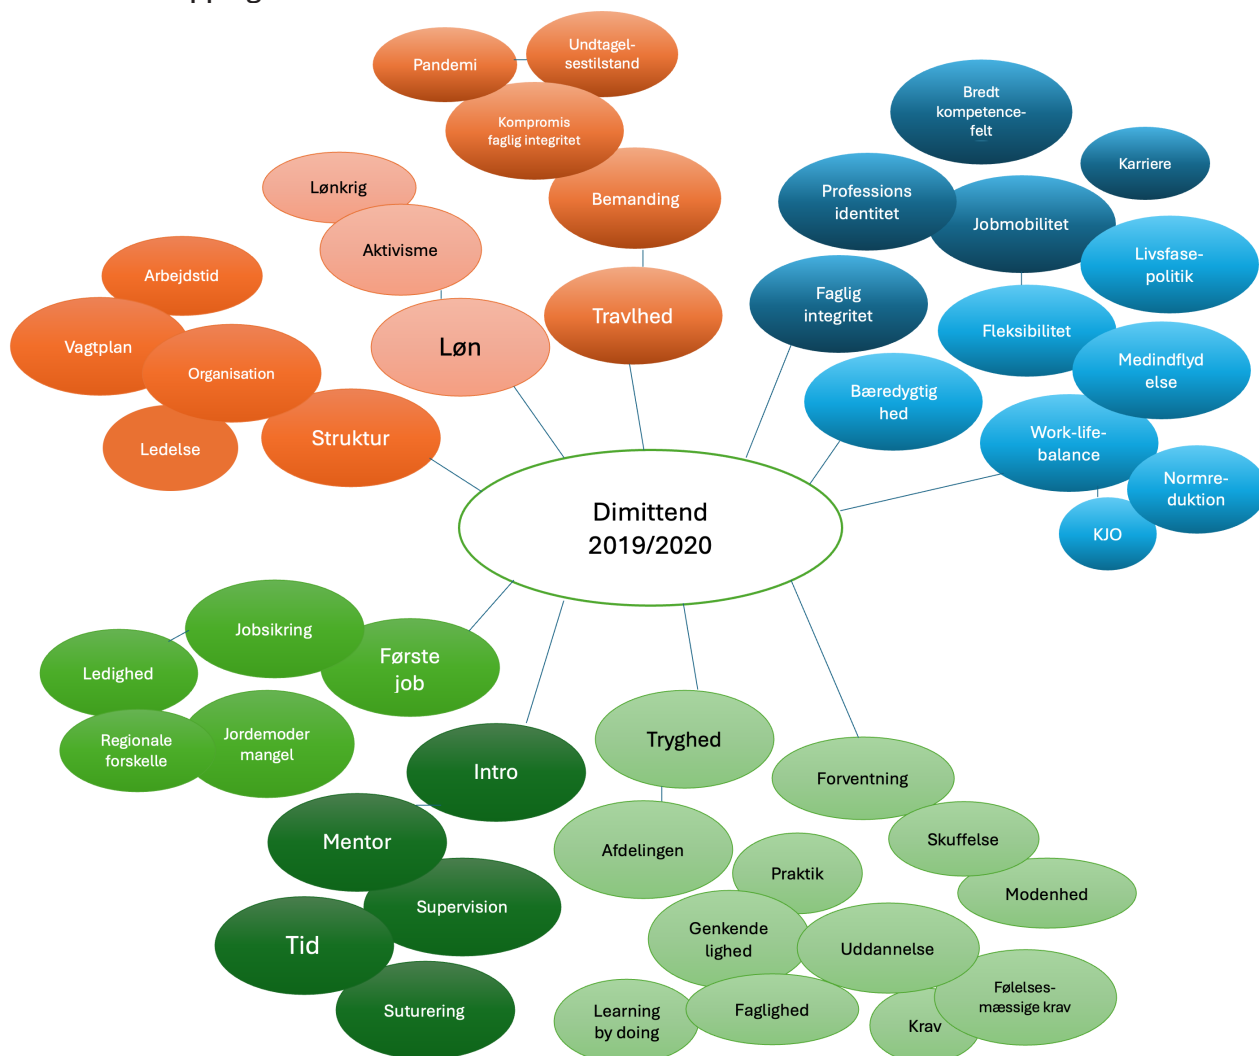 Undtagel-
sestilstand
Pandemi
Kompromis
faglig integritet
Bemanding
Travlhed
Lønkrig
Aktivisme
Løn
Arbejdstid
Vagtplan
Organisation
Ledelse
Struktur
Bredt
kompetence-
felt
Karriere
Professions
identitet
Jobmobilitet
Livsfase-
politik
Faglig
integritet
Fleksibilitet
Medindflyd
else
Bæredygtig
hed
Work-life-
balance
Normre-
duktion
KJO
Dimittend
2019/2020
Jobsikring
Første
job
Ledighed
Regionale
forskelle
Jordemoder
mangel
Intro
Mentor
Supervision
Tid
Suturering
Tryghed
Afdelingen
Praktik
Genkende
lighed
Uddannelse
Learning
by doing
Faglighed
Krav
Følelses-
mæssige krav
Forventning
Skuffelse
Modenhed